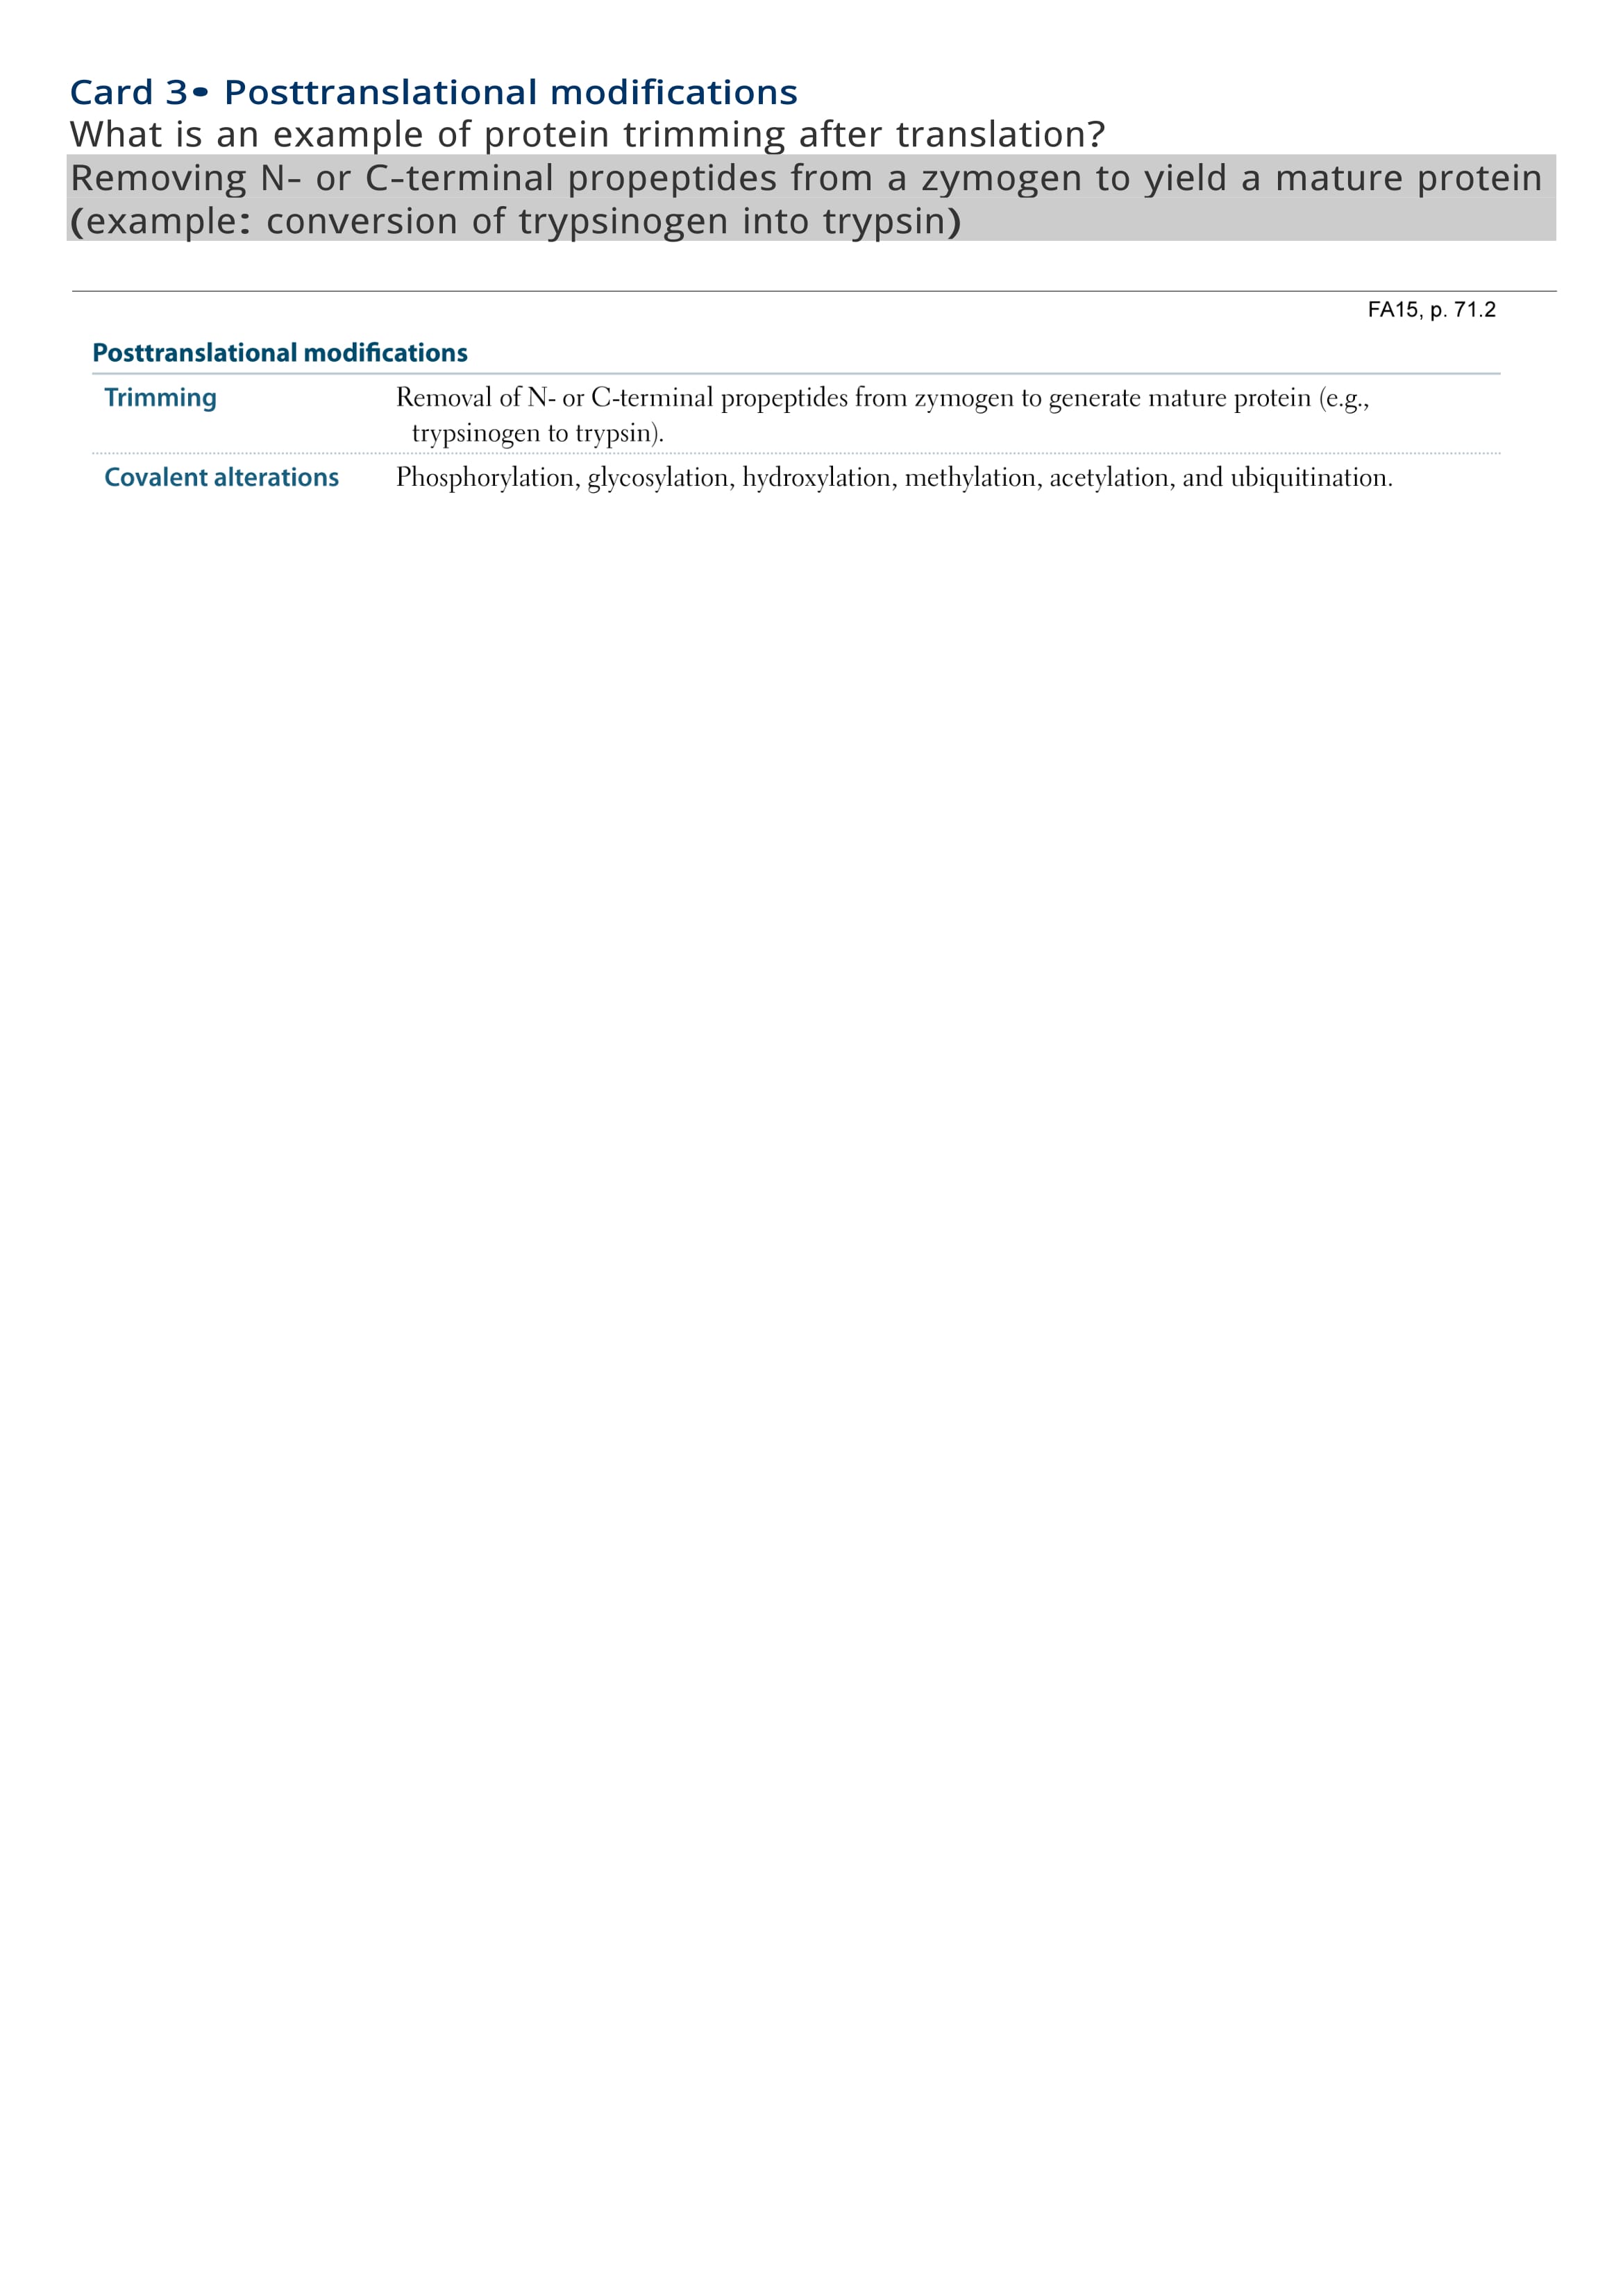 Card 3• Posttranslational modifications
What is an example of protein trimming after translation?
Removing N- or C-terminal propeptides from a zymogen to yield a mature protein
(example: conversion of trypsinogen into trypsin)
FA15, p. 71.2
Posttranslational modifications
Trimming Removal of N- or C-terminal propeptides from zymogen to generate mature protein (e.g.,
trypsinogen to trypsin).
Covalent alterations Phosphorylation, glycosylation, hydroxylation, methylation, acetylation, and ubiquitination.